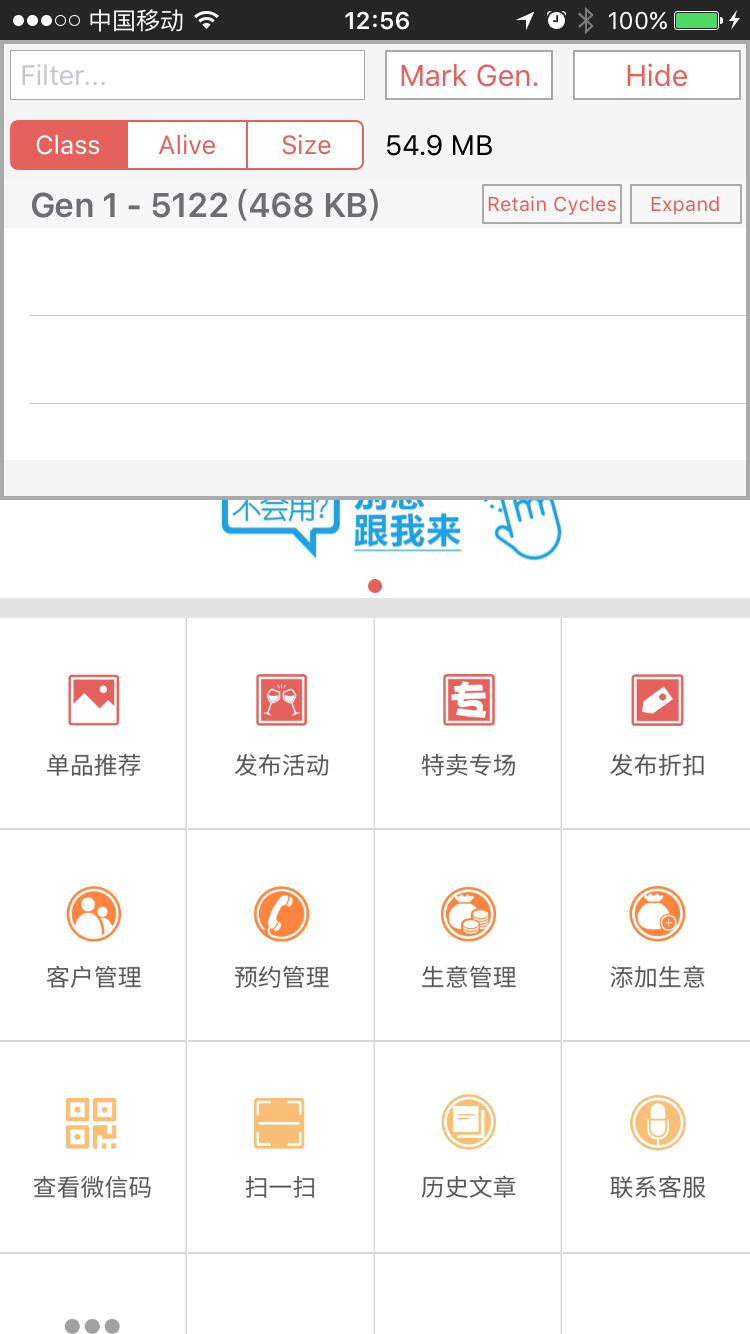 中国移动 12:56 100%
Filter... Mark Gen. Hide
Class Alive Size 54.9 MB
Gen 1 - 5122 (468 KB) Retain Cycles Expand
不会用?
跟我来
单品推荐 发布活动 特卖专场 发布折扣
客户管理 预约管理 生意管理 添加生意
查看微信码 扫一扫 历史文章 联系客服